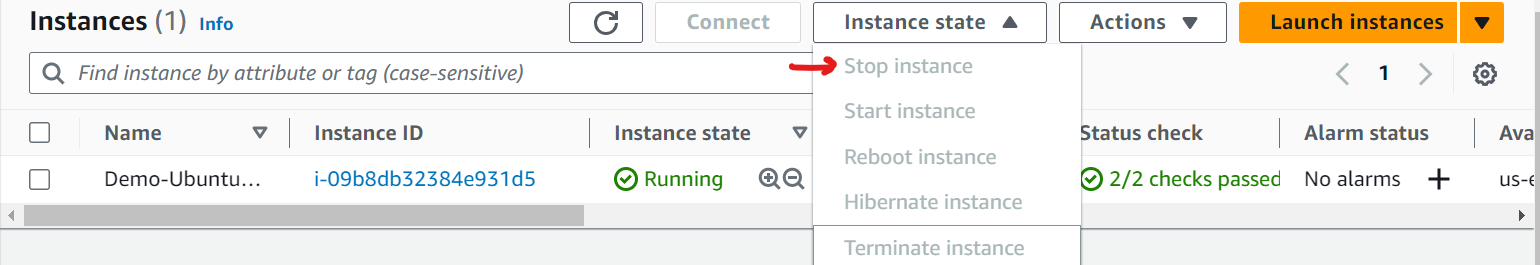 Instances (1) Info Connect Instance state Actions Launch instances
Find instance by attribute or tag (case-sensitive) 1
Stop instance
Start instance
Reboot instance
Hibernate instance
Terminate instance
Name Instance ID Instance state Status check Alarm status Ava
Demo-Ubuntu... i-09b8db32384e931d5 Running 2/2 checks passed No alarms + us-e